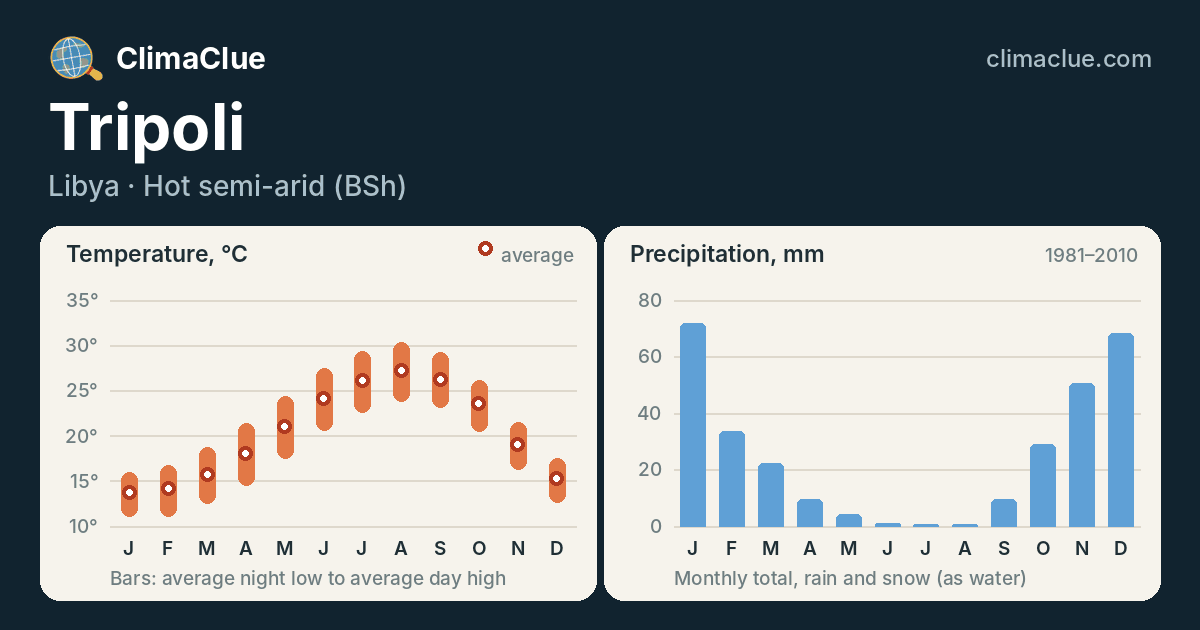 ClimaClue
climaclue.com
Tripoli
Libya · Hot semi-arid (BSh)
Temperature, °C
average
35°
30°
25°
20°
15°
10°
J F M A M J J A S O N D
Bars: average night low to average day high
Precipitation, mm
1981–2010
80
60
40
20
0
J F M A M J J A S O N D
Monthly total, rain and snow (as water)